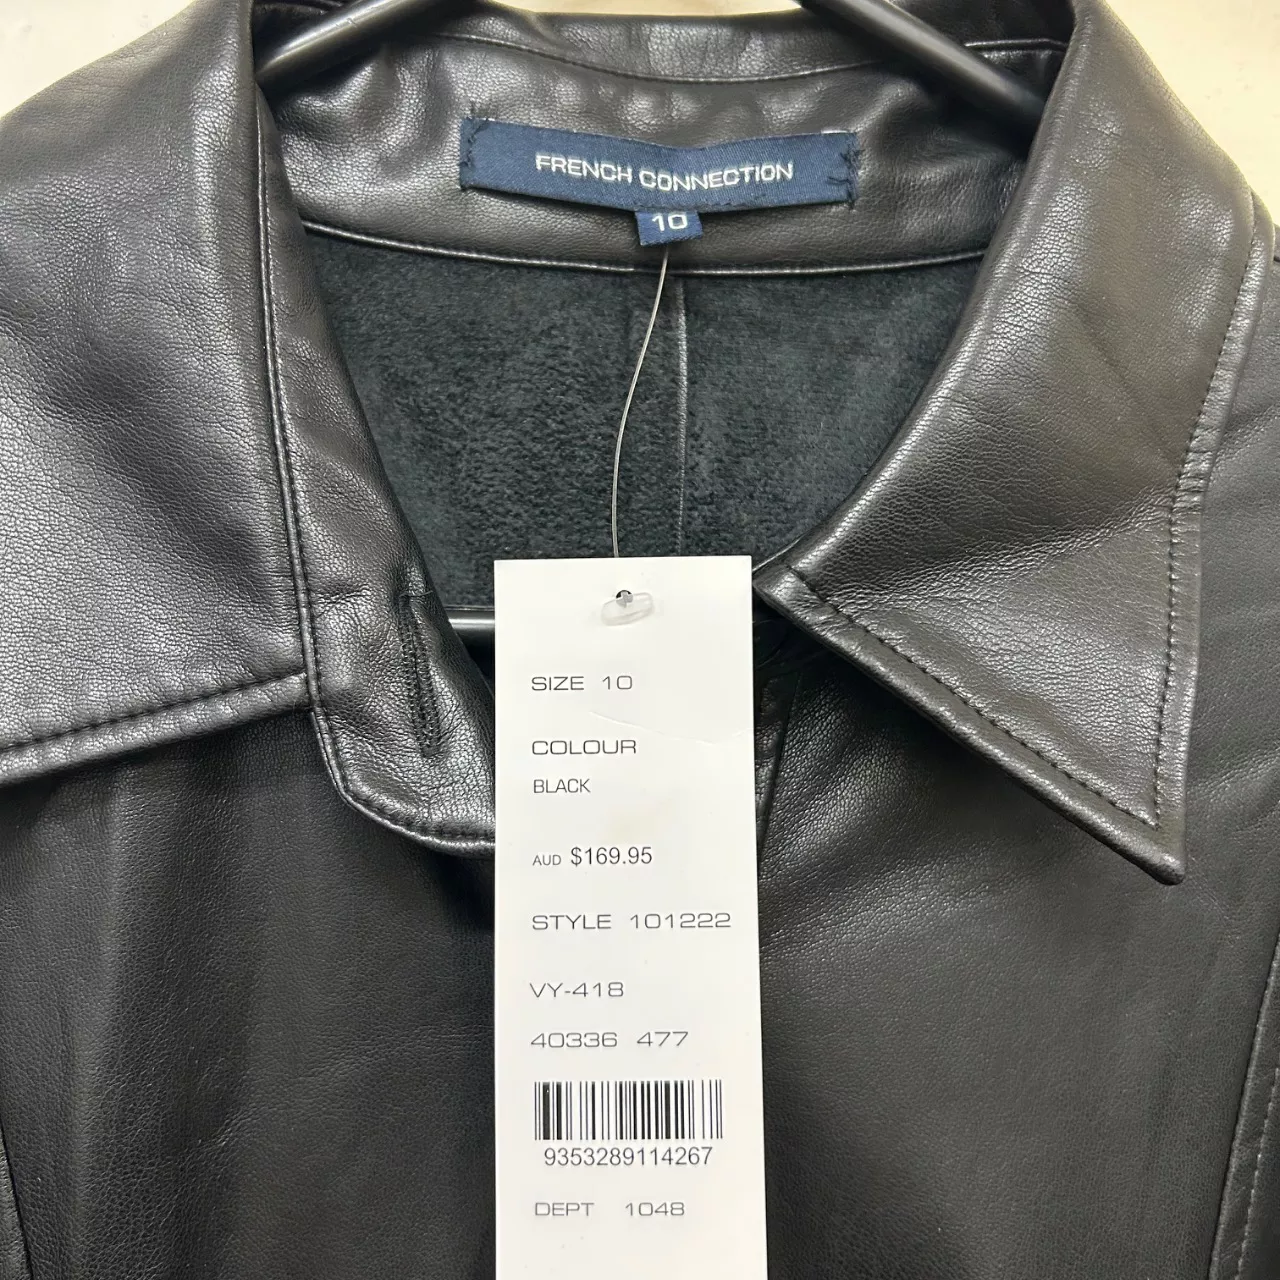 FRENCH CONNECTION
10
SIZE 10
COLOUR
BLACK
AUD $169.95
STYLE 101222
VY-418
40336 477
9353289114267
DEPT 1048